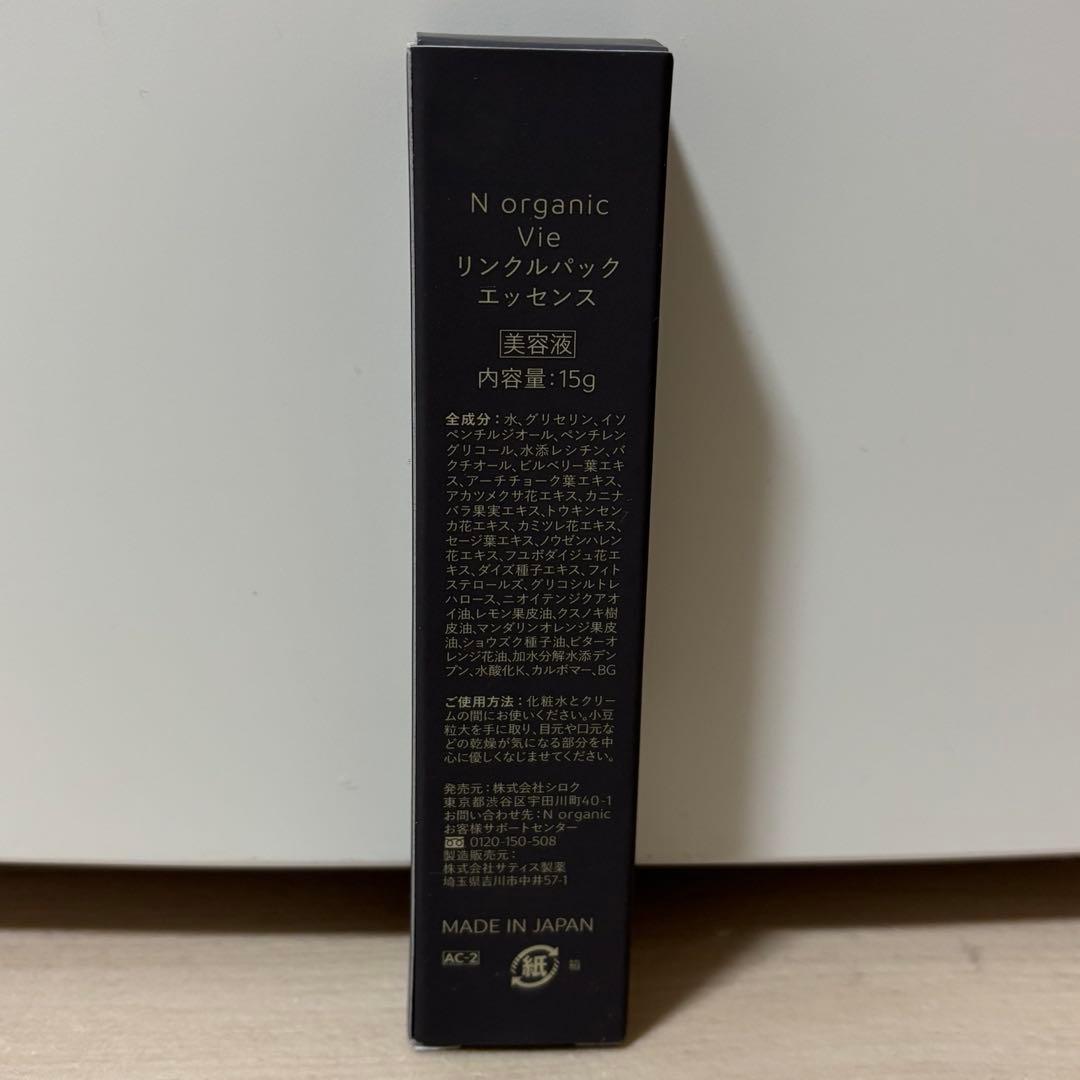 N organic
Vie
リンクルパック
エッセンス
美容液
内容量:15g
全成分:水、グリセリン、イソ
ペンチルジオール、ペンチレン
グリコール、水添レシチン、バ
クチオール、ビルベリー葉エキ
ス、アーチチョーク葉エキス、
アカツメクサ花エキス、カニナ
バラ果実エキス、トウキンセン
カ花エキス、カミツレ花エキス、
セージ葉エキス、ノウゼンハレン
花エキス、フユボダイジュ花エ
キス、ダイズ種子エキス、フィト
ステロールズ、グリコシルトレ
ハロース、ニオイテンジクアオ
イ油、レモン果皮油、クスノキ樹
皮油、マンダリンオレンジ果皮
油、ショウズク種子油、ビターオ
レンジ花油、加水分解水添デン
プン、水酸化K、カルボマー、BG
ご使用方法:化粧水とクリー
ムの間にお使いください。小豆
粒大を手に取り、目元や口元な
どの乾燥が気になる部分を中
心に優しくなじませてください。
発売元:株式会社シロク
東京都渋谷区宇田川町40-1
お問い合わせ先:N organic
お客様サポートセンター
0120-150-508
製造販売元:
株式会社サティス製薬
埼玉県吉川市中井57-1
MADE IN JAPAN
AC-2
紙 箱